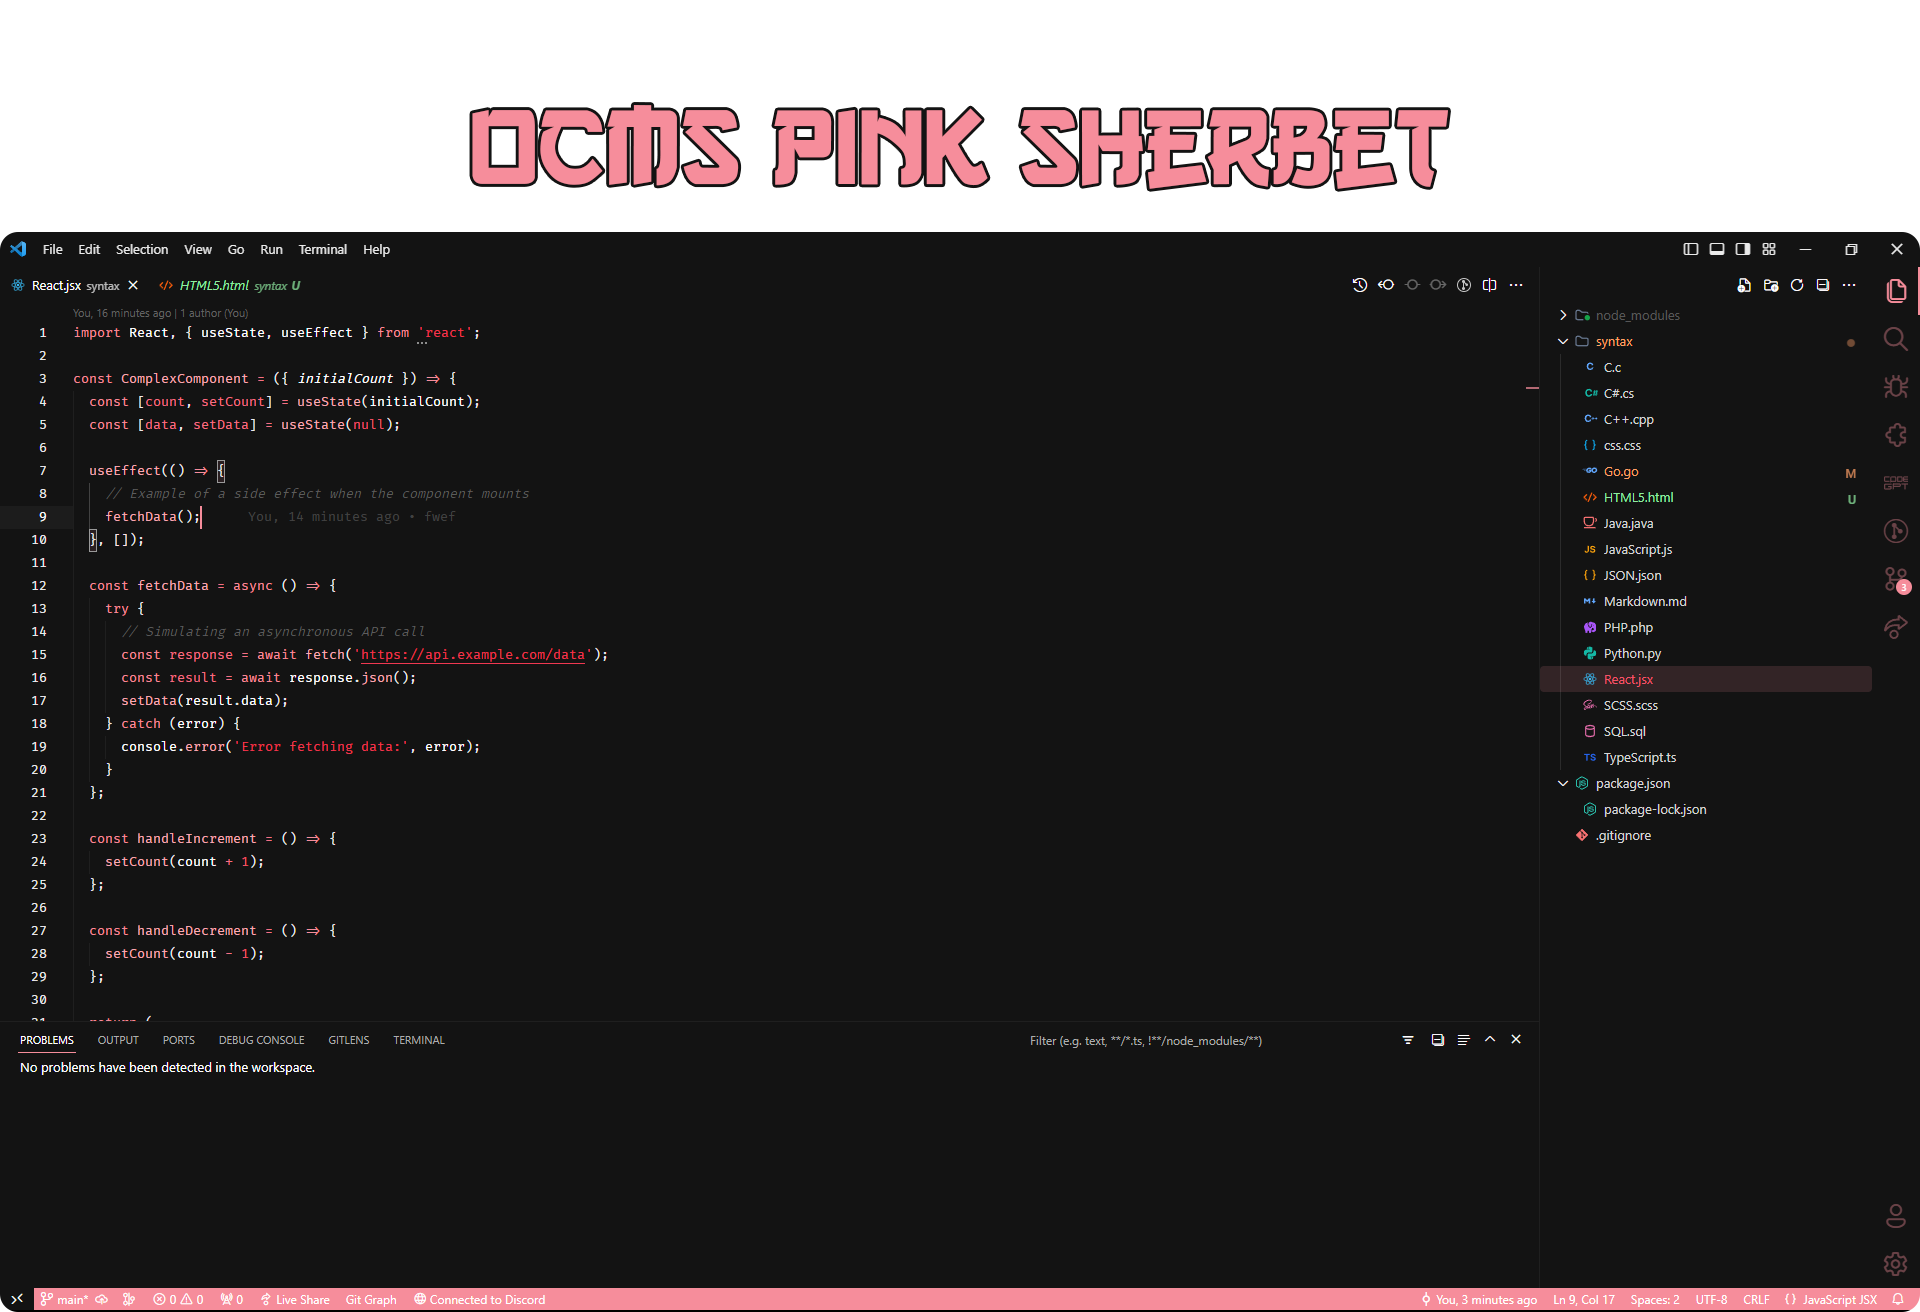 OCMS PINK SHERBET
File Edit Selection View Go Run Terminal Help
React.jsx syntax
HTML5.html syntax U
You, 16 minutes ago | 1 author (You)
1 import React, { useState, useEffect } from 'react';
2
3 const ComplexComponent = ({ initialCount }) => {
4 const [count, setCount] = useState(initialCount);
5 const [data, setData] = useState(null);
6
7 useEffect(() => {
8 // Example of a side effect when the component mounts
9 fetchData(); You, 14 minutes ago • fwef
10 }, []);
11
12 const fetchData = async () => {
13 try {
14 // Simulating an asynchronous API call
15 const response = await fetch('https://api.example.com/data');
16 const result = await response.json();
17 setData(result.data);
18 } catch (error) {
19 console.error('Error fetching data:', error);
20 }
21 };
22
23 const handleIncrement = () => {
24 setCount(count + 1);
25 };
26
27 const handleDecrement = () => {
28 setCount(count - 1);
29 };
30
31 return (
node_modules
syntax
C C.c
C# C#.cs
C++ C++.cpp
{ } css.css
GO Go.go M
</> HTML5.html U
Java.java
JS JavaScript.js
{ } JSON.json
M↓ Markdown.md
PHP.php
Python.py
React.jsx
SCSS.scss
SQL.sql
TS TypeScript.ts
package.json
package-lock.json
.gitignore
CODE
GPT
3
PROBLEMS OUTPUT PORTS DEBUG CONSOLE GITLENS TERMINAL
Filter (e.g. text, **/*.ts, !**/node_modules/**)
No problems have been detected in the workspace.
main* 0 0 0 Live Share Git Graph Connected to Discord
You, 3 minutes ago Ln 9, Col 17 Spaces: 2 UTF-8 CRLF { } JavaScript JSX